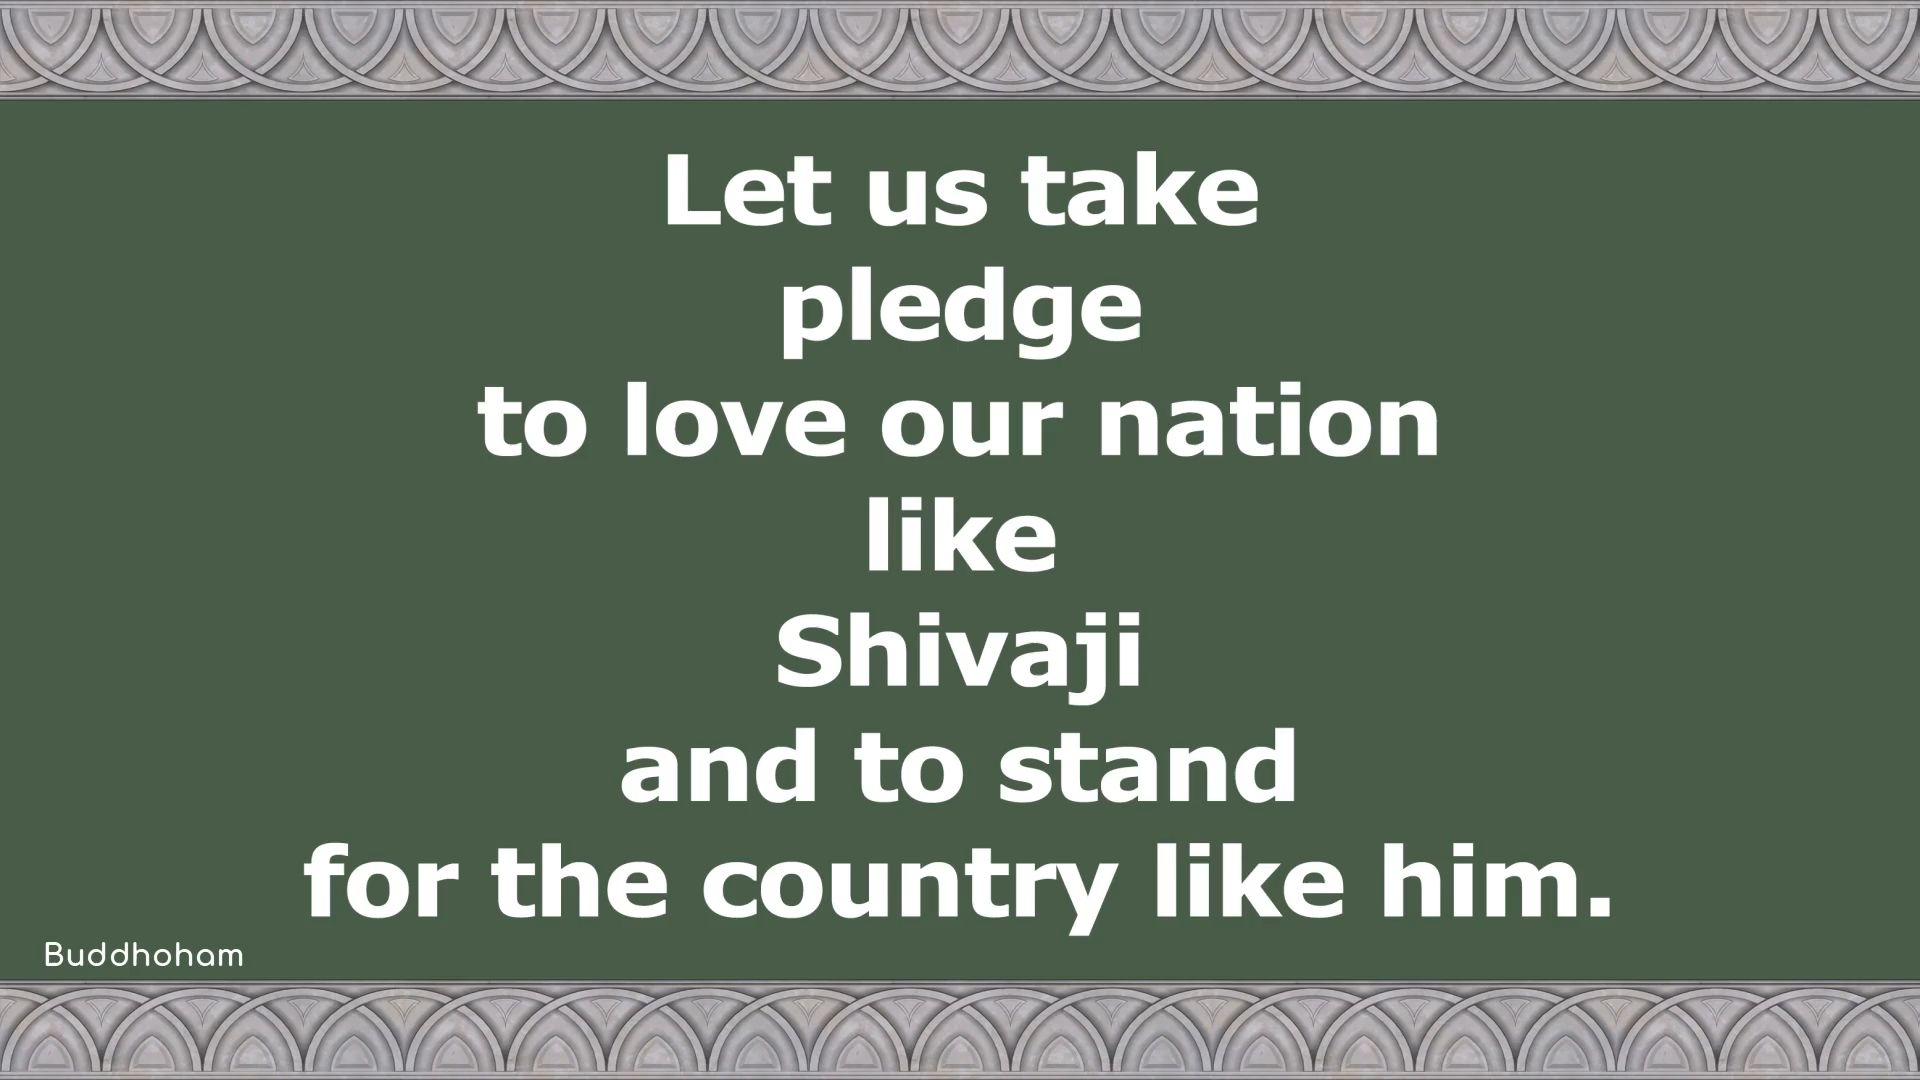 Let us take
pledge
to love our nation
like
Shivaji
and to stand
for the country like him.
Buddhoham